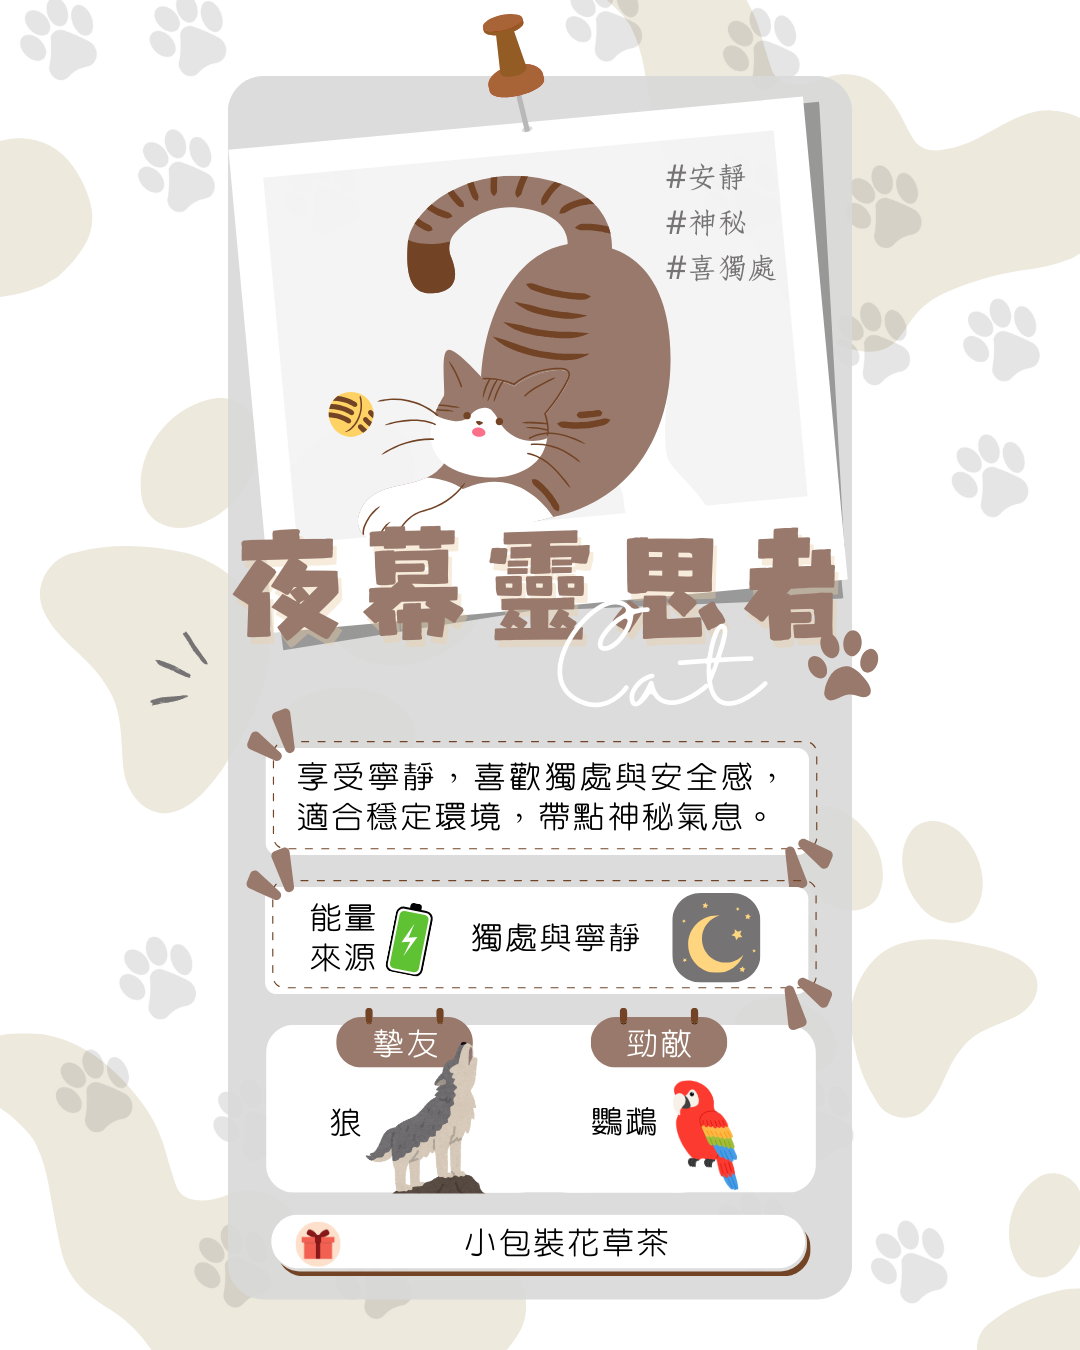 #安靜
#神秘
#喜獨處
夜幕靈思者
Cat
享受寧靜，喜歡獨處與安全感，
適合穩定環境，帶點神秘氣息。
能量
來源
獨處與寧靜
摯友
勁敵
狼
鸚鵡
小包裝花草茶